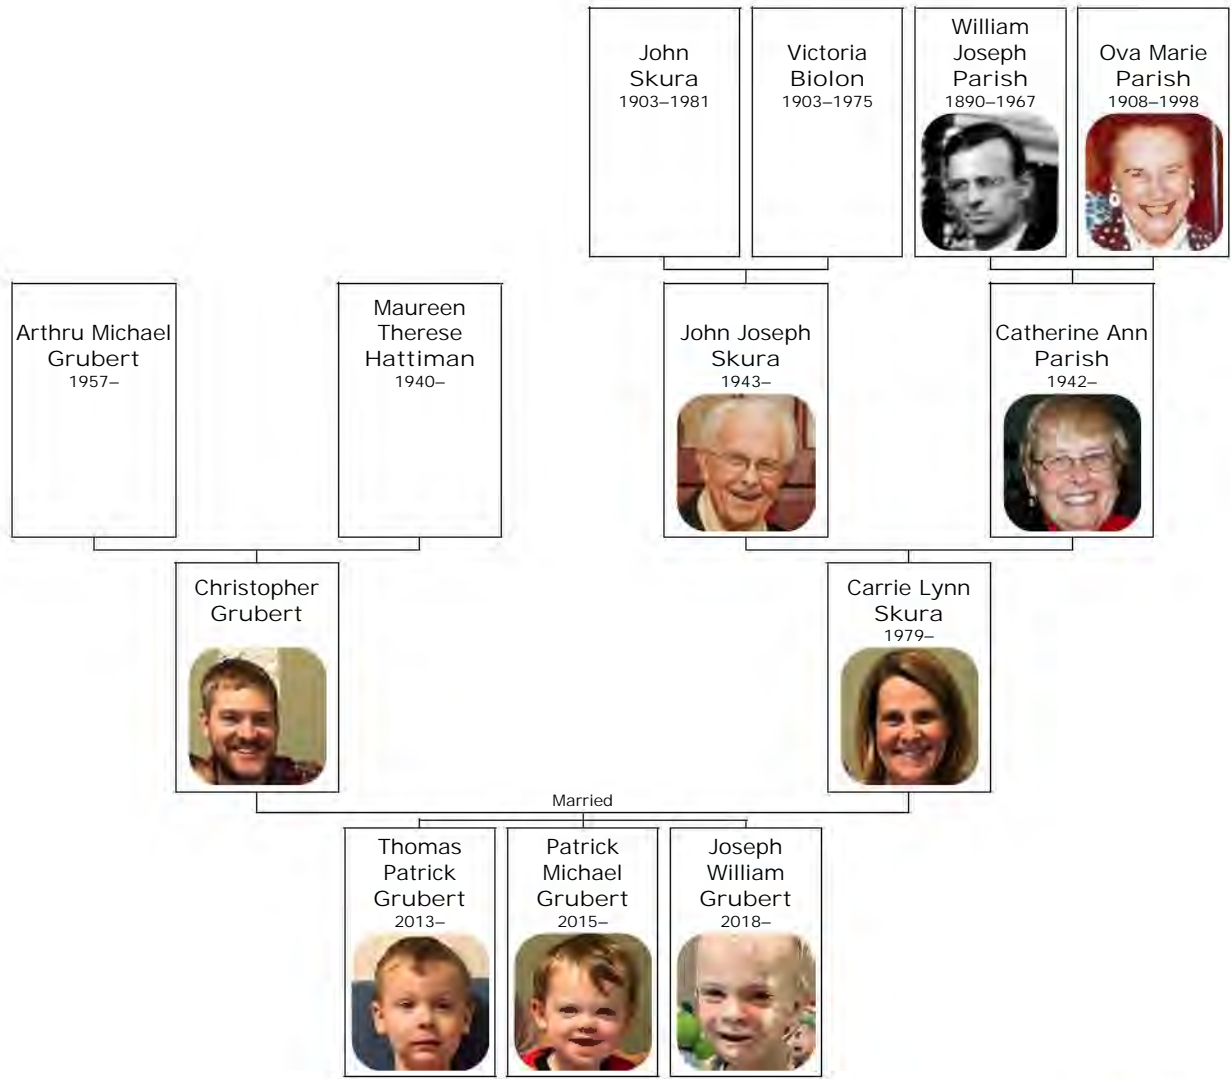 John
Skura
1903–1981
Victoria
Biolon
1903–1975
William
Joseph
Parish
1890–1967
Ova Marie
Parish
1908–1998
Arthru Michael
Grubert
1957–
Maureen
Therese
Hattiman
1940–
John Joseph
Skura
1943–
Catherine Ann
Parish
1942–
Christopher
Grubert
Carrie Lynn
Skura
1979–
Married
Thomas
Patrick
Grubert
2013–
Patrick
Michael
Grubert
2015–
Joseph
William
Grubert
2018–